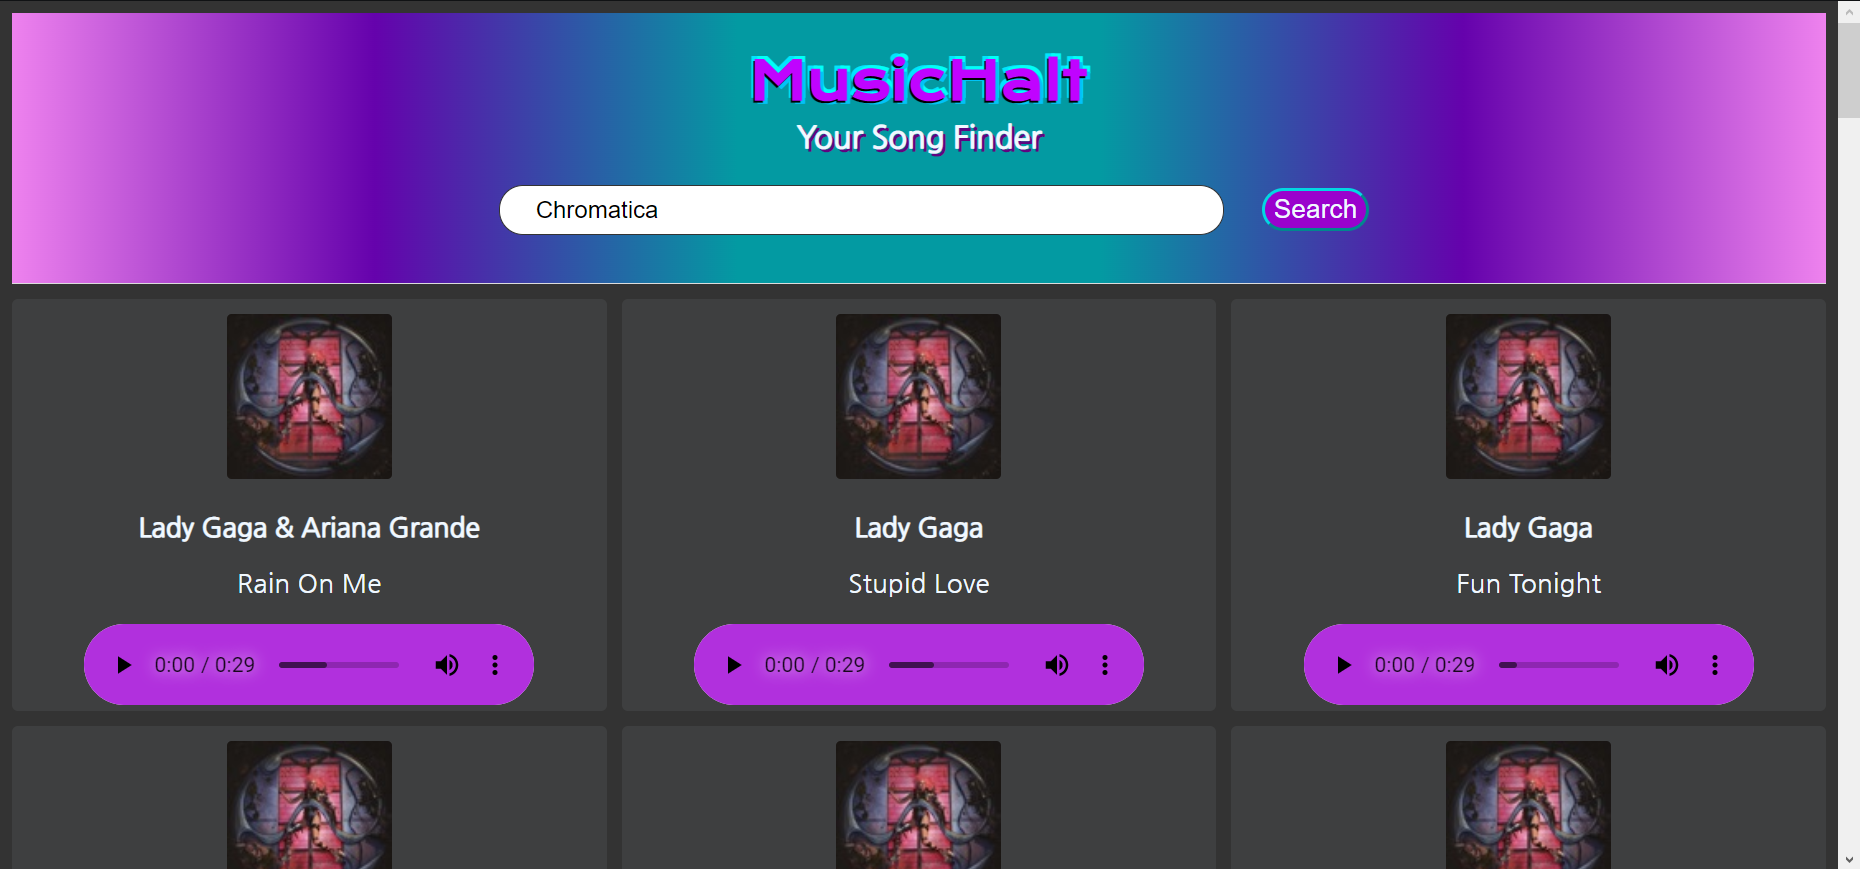 MusicHalt
Your Song Finder
Chromatica
Search
Lady Gaga & Ariana Grande
Rain On Me
0:00 / 0:29
Lady Gaga
Stupid Love
0:00 / 0:29
Lady Gaga
Fun Tonight
0:00 / 0:29